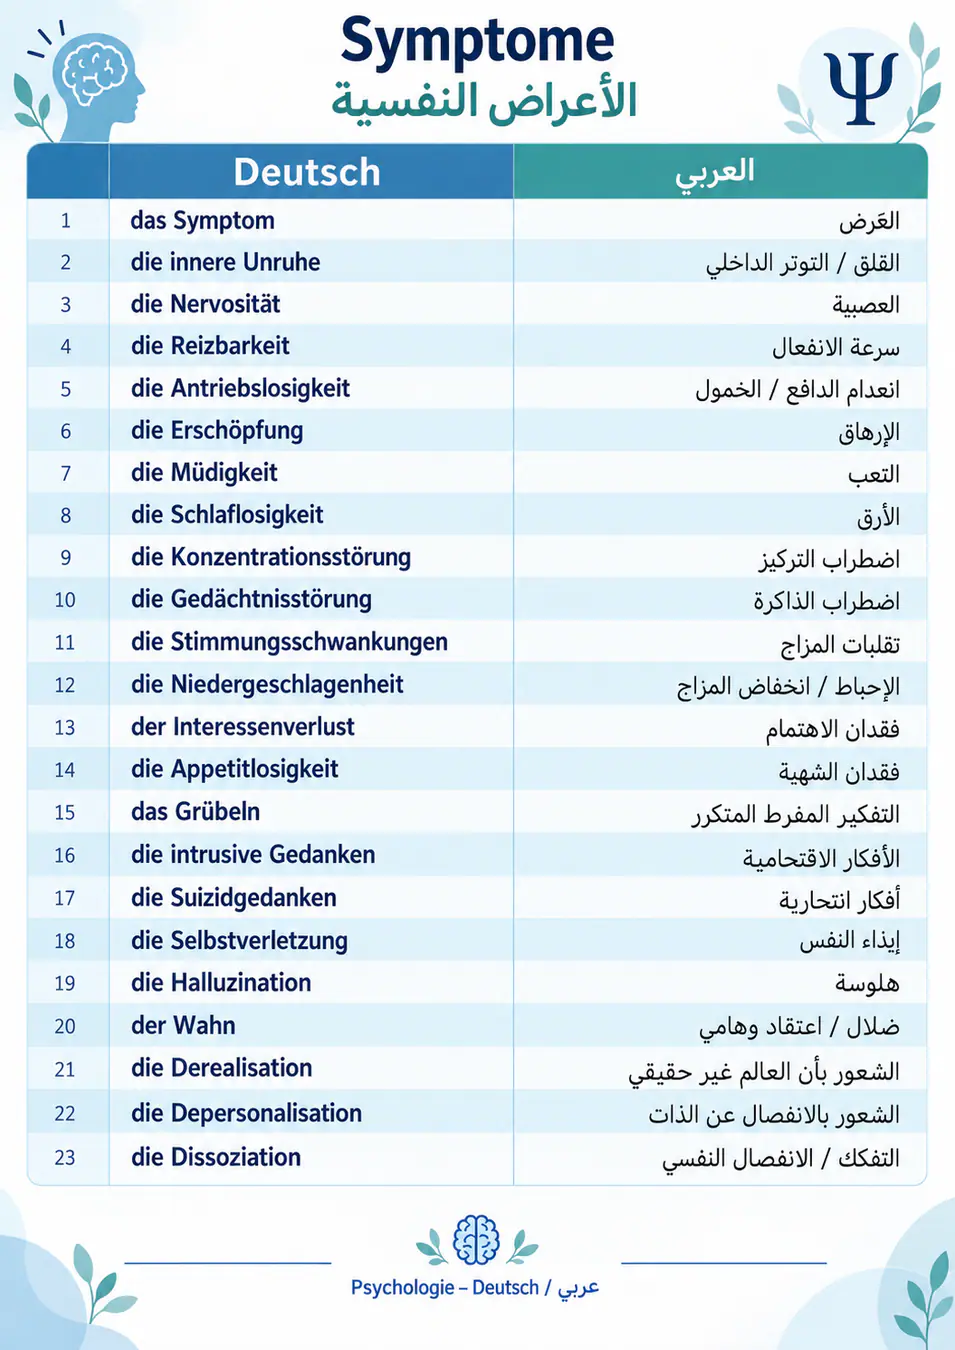 Symptome
الأعراض النفسية
Deutsch العربي
1 das Symptom العَرض
2 die innere Unruhe القلق / التوتر الداخلي
3 die Nervosität العصبية
4 die Reizbarkeit سرعة الانفعال
5 die Antriebslosigkeit انعدام الدافع / الخمول
6 die Erschöpfung الإرهاق
7 die Müdigkeit التعب
8 die Schlaflosigkeit الأرق
9 die Konzentrationsstörung اضطراب التركيز
10 die Gedächtnisstörung اضطراب الذاكرة
11 die Stimmungsschwankungen تقلبات المزاج
12 die Niedergeschlagenheit الإحباط / انخفاض المزاج
13 der Interessenverlust فقدان الاهتمام
14 die Appetitlosigkeit فقدان الشهية
15 das Grübeln التفكير المفرط المتكرر
16 die intrusive Gedanken الأفكار الاقتحامية
17 die Suizidgedanken أفكار انتحارية
18 die Selbstverletzung إيذاء النفس
19 die Halluzination هلوسة
20 der Wahn ضلال / اعتقاد وهامي
21 die Derealisation الشعور بأن العالم غير حقيقي
22 die Depersonalisation الشعور بالانفصال عن الذات
23 die Dissoziation التفكك / الانفصال النفسي
Psychologie – Deutsch / عربي